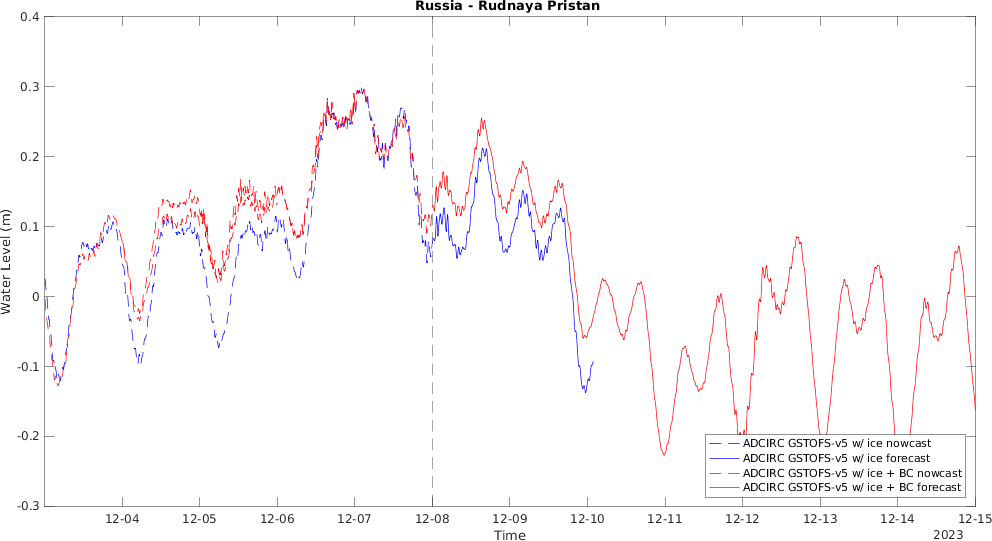 Russia - Rudnaya Pristan
0.4
0.3
0.2
0.1
0
-0.1
-0.2
-0.3
Water Level (m)
ADCIRC GSTOFS-v5 w/ ice nowcast
ADCIRC GSTOFS-v5 w/ ice forecast
ADCIRC GSTOFS-v5 w/ ice + BC nowcast
ADCIRC GSTOFS-v5 w/ ice + BC forecast
12-04 12-05 12-06 12-07 12-08 12-09 12-10 12-11 12-12 12-13 12-14 12-15
Time
2023